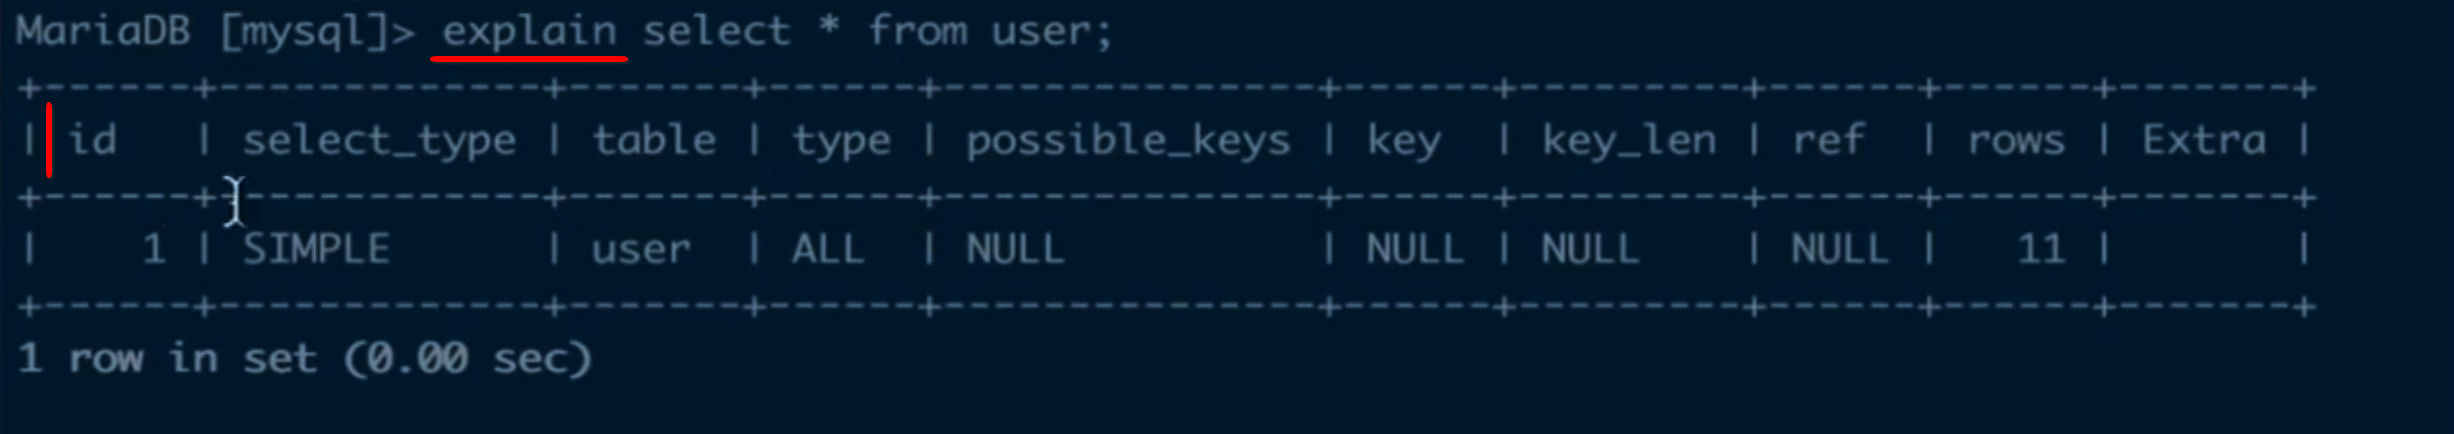 MariaDB [mysql]> explain select * from user;
+------+-------------+-------+------+---------------+------+---------+------+------+-------+
| id   | select_type | table | type | possible_keys | key  | key_len | ref  | rows | Extra |
+------+-------------+-------+------+---------------+------+---------+------+------+-------+
|    1 | SIMPLE      | user  | ALL  | NULL          | NULL | NULL    | NULL |   11 |       |
+------+-------------+-------+------+---------------+------+---------+------+------+-------+
1 row in set (0.00 sec)